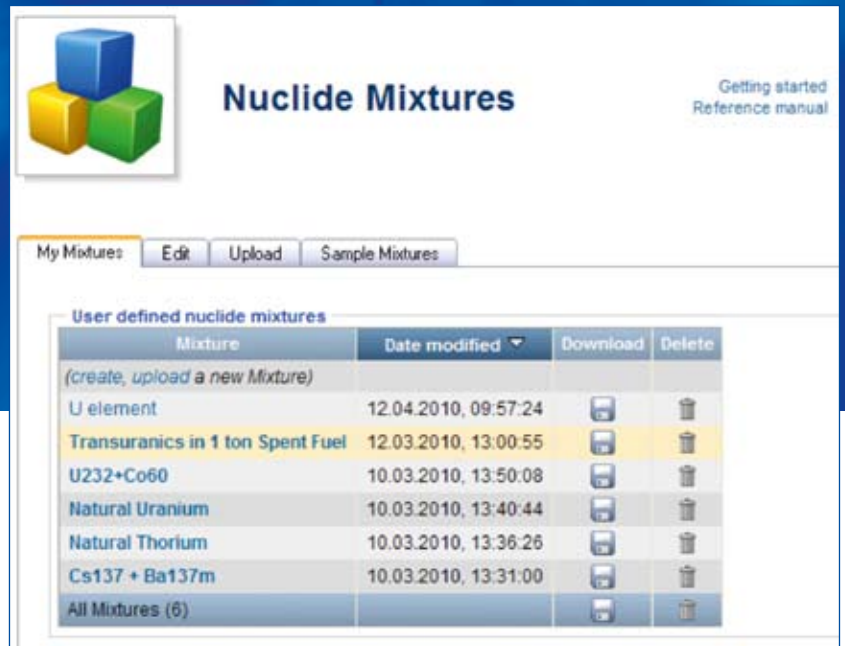 Nuclide Mixtures
Getting started
Reference manual
My Mixtures Edit Upload Sample Mixtures
User defined nuclide mixtures
Mixture Date modified Download Delete
(create, upload a new Mixture)
U element 12.04.2010, 09:57:24
Transuranics in 1 ton Spent Fuel 12.03.2010, 13:00:55
U232+Co60 10.03.2010, 13:50:08
Natural Uranium 10.03.2010, 13:40:44
Natural Thorium 10.03.2010, 13:36:26
Cs137 + Ba137m 10.03.2010, 13:31:00
All Mixtures (6)